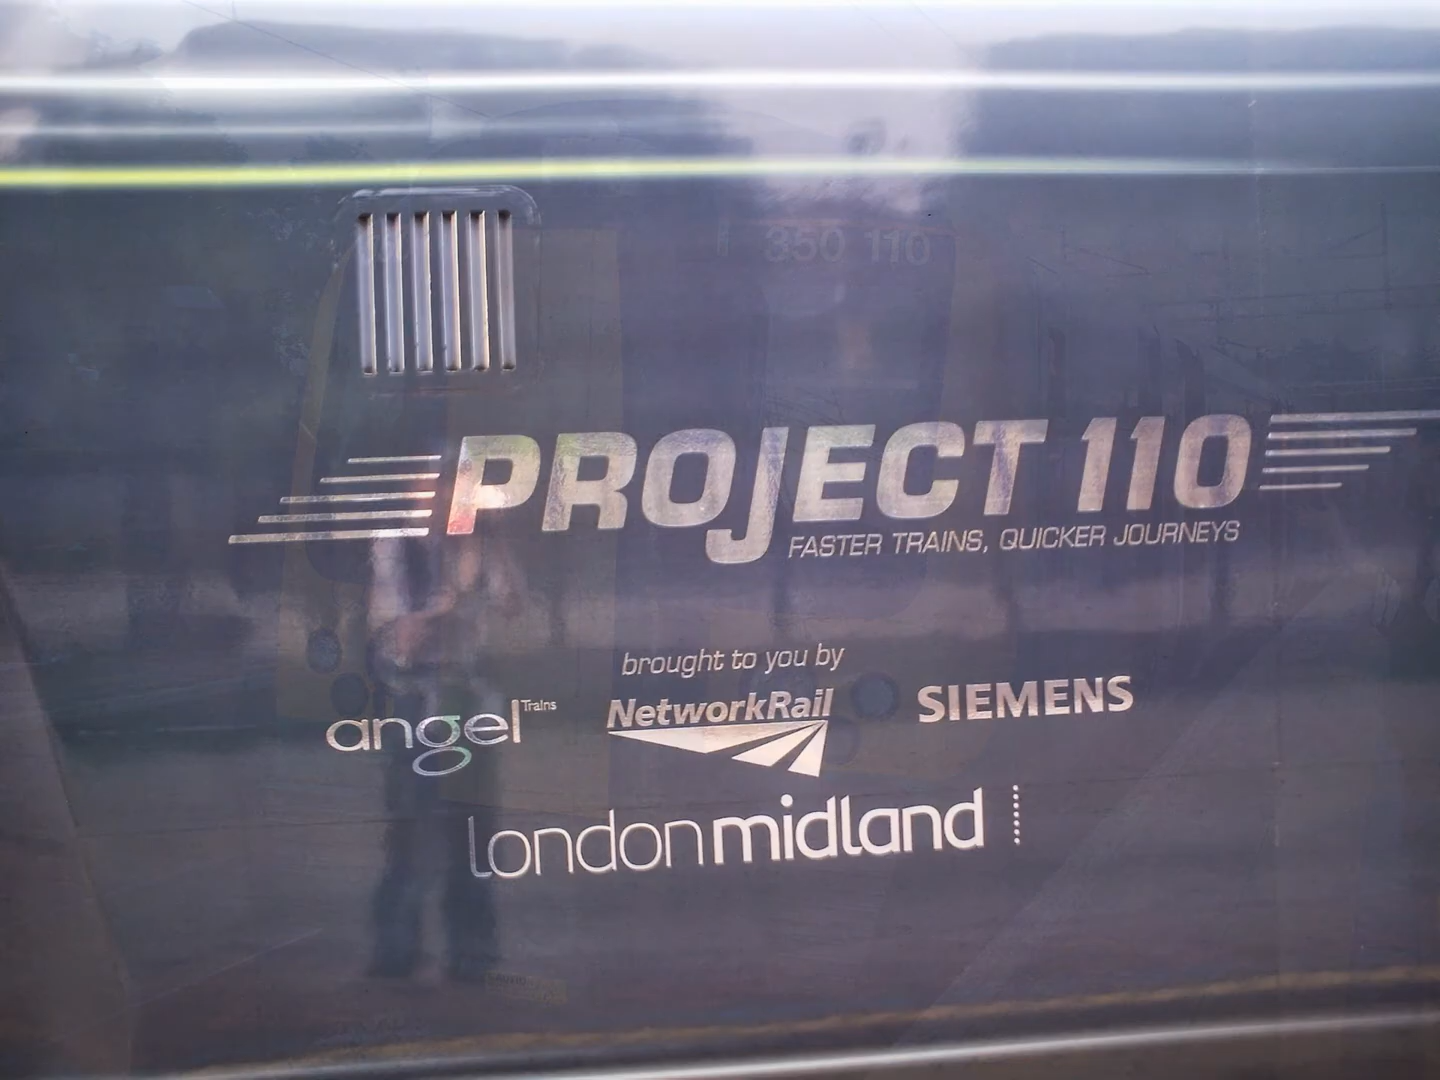 350 110
PROJECT 110
FASTER TRAINS, QUICKER JOURNEYS
brought to you by
angel Trains
NetworkRail
SIEMENS
londonmidland